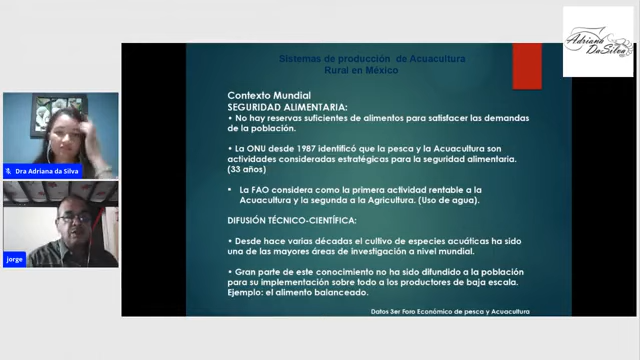 Adriana
DaSilva
Sistemas de producción de Acuacultura
Rural en México
Contexto Mundial
SEGURIDAD ALIMENTARIA:
• No hay reservas suficientes de alimentos para satisfacer las demandas
de la población.
• La ONU desde 1987 identificó que la pesca y la Acuacultura son
actividades consideradas estratégicas para la seguridad alimentaria.
(33 años)
▪ La FAO considera como la primera actividad rentable a la
Acuacultura y la segunda a la Agricultura. (Uso de agua).
DIFUSIÓN TÉCNICO-CIENTÍFICA:
• Desde hace varias décadas el cultivo de especies acuáticas ha sido
una de las mayores áreas de investigación a nivel mundial.
• Gran parte de este conocimiento no ha sido difundido a la población
para su implementación sobre todo a los productores de baja escala.
Ejemplo: el alimento balanceado.
Datos 3er Foro Económico de pesca y Acuacultura
Dra Adriana da Silva
jorge